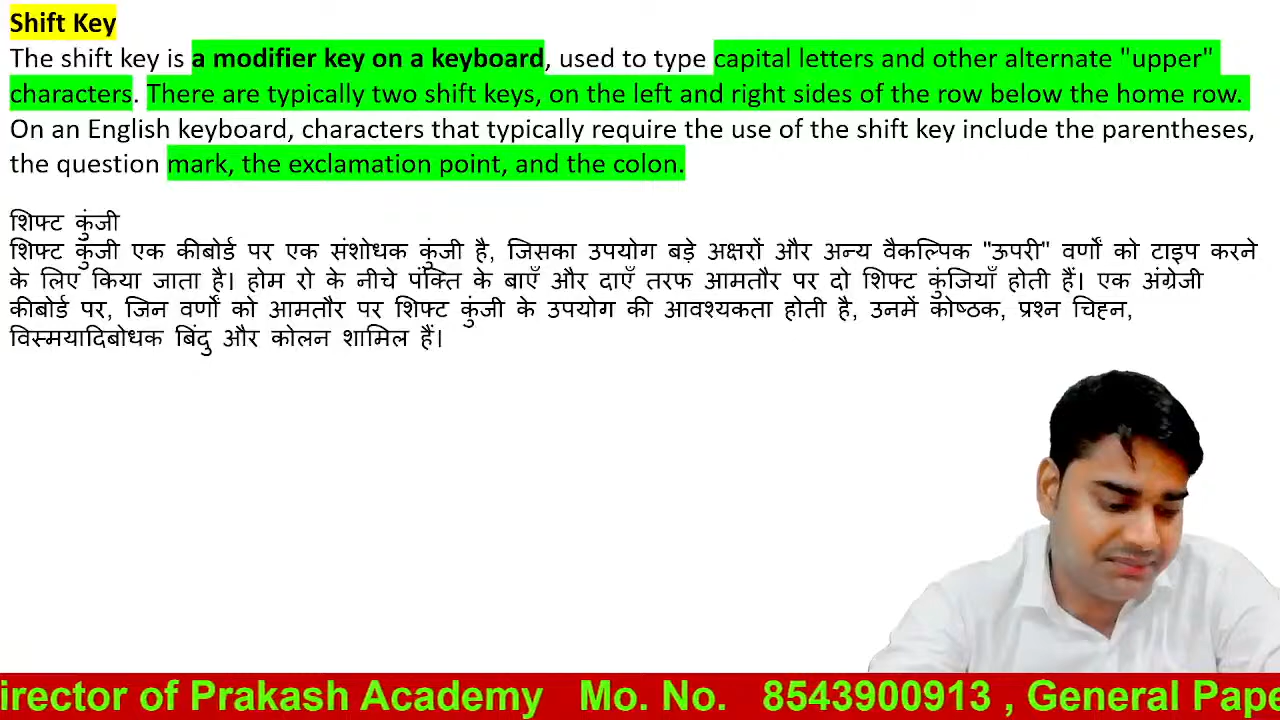 Shift Key
The shift key is a modifier key on a keyboard, used to type capital letters and other alternate "upper"
characters. There are typically two shift keys, on the left and right sides of the row below the home row.
On an English keyboard, characters that typically require the use of the shift key include the parentheses,
the question mark, the exclamation point, and the colon.
शिफ्ट कुंजी
शिफ्ट कुंजी एक कीबोर्ड पर एक संशोधक कुंजी है, जिसका उपयोग बड़े अक्षरों और अन्य वैकल्पिक "ऊपरी" वर्णों को टाइप करने
के लिए किया जाता है। होम रो के नीचे पंक्ति के बाएँ और दाएँ तरफ आमतौर पर दो शिफ्ट कुंजियाँ होती हैं। एक अंग्रेजी
कीबोर्ड पर, जिन वर्णों को आमतौर पर शिफ्ट कुंजी के उपयोग की आवश्यकता होती है, उनमें कोष्ठक, प्रश्न चिह्न,
विस्मयादिबोधक बिंदु और कोलन शामिल हैं।
irector of Prakash Academy Mo. No. 8543900913 , General Pape